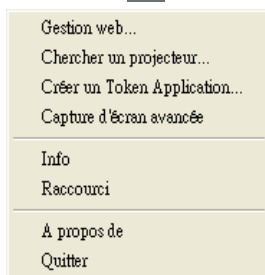 Gestion web...
Chercher un projecteur...
Créer un Token Application...
Capture d'écran avancée
Info
Raccourci
A propos de
Quitter